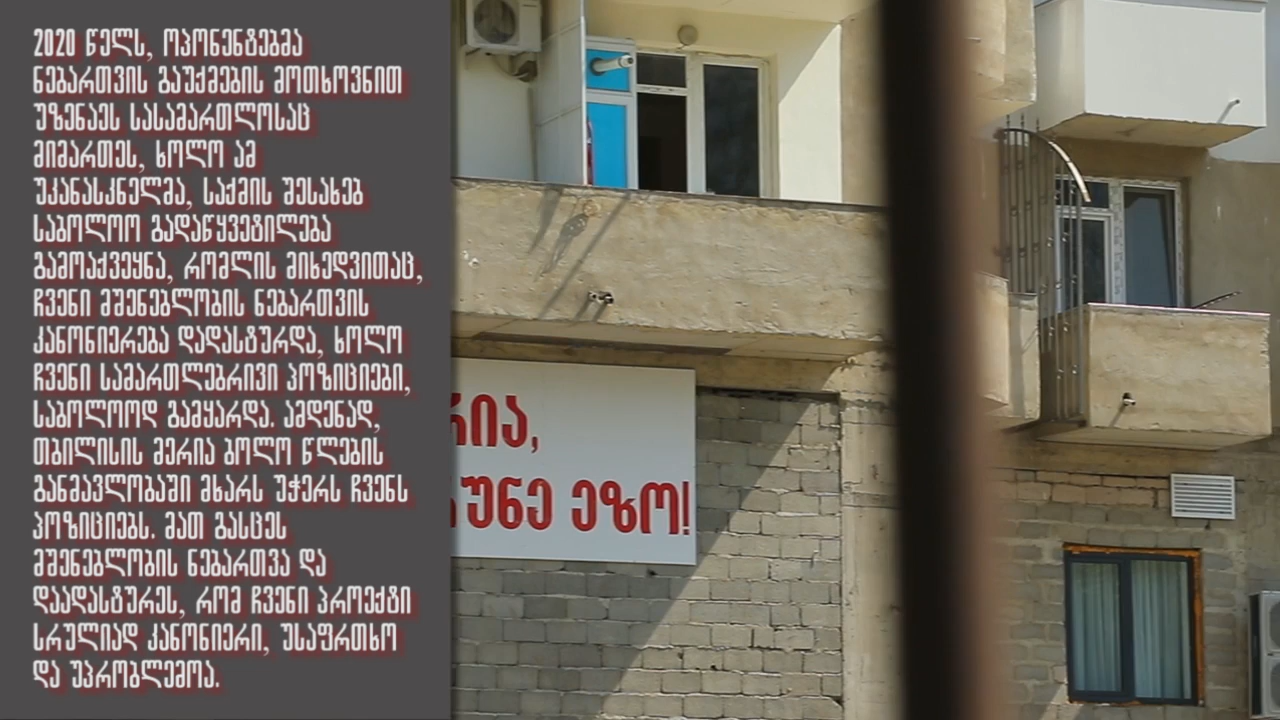 2020 წელს, ოპონენტებმა
ნებართვის გაუქმების მოთხოვნით
უზენაეს სასამართლოსაც
მიმართეს, ხოლო ამ
უკანასკნელმა, საქმის შესახებ
საბოლოო გადაწყვეტილება
გამოაქვეყნა, რომლის მიხედვითაც,
ჩვენი მშენებლობის ნებართვის
კანონიერება დადასტურდა, ხოლო
ჩვენი სამართლებრივი პოზიციები,
საბოლოოდ გამყარდა. ამდენად,
თბილისის მერია ბოლო წლების
განმავლობაში მხარს უჭერს ჩვენს
პოზიციებს. მათ გასცეს
მშენებლობის ნებართვა და
დაადასტურეს, რომ ჩვენი პროექტი
სრულიად კანონიერი, უსაფრთხო
და უპრობლემოა.
რია,
რუნე ეზო!